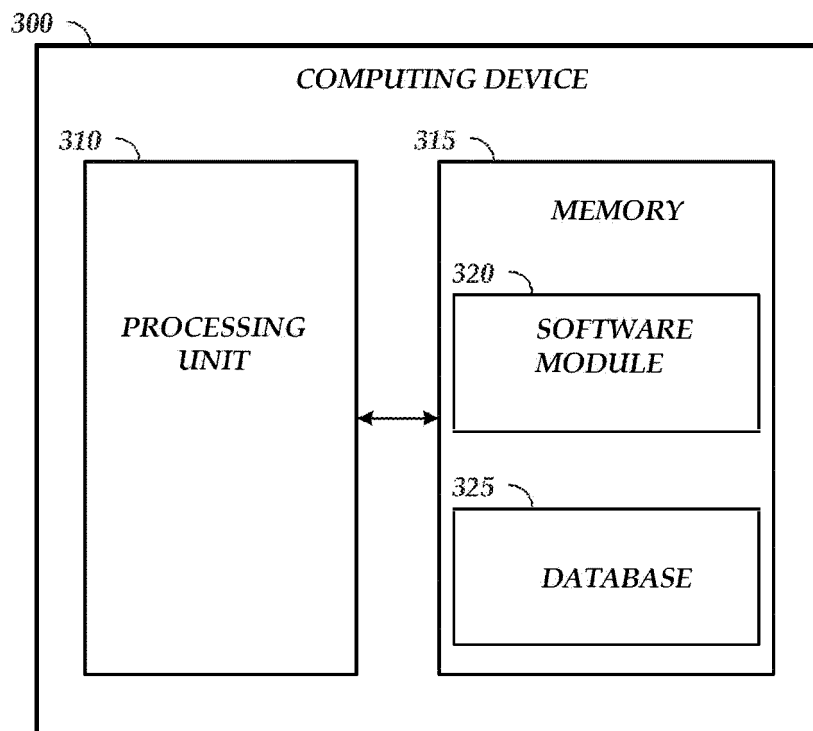 300
COMPUTING DEVICE
310
PROCESSING
UNIT
315
MEMORY
320
SOFTWARE
MODULE
325
DATABASE